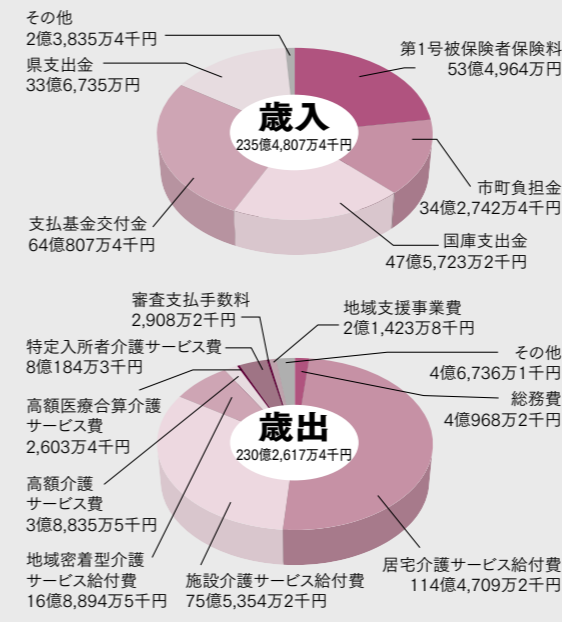 その他
2億3,835万4千円
県支出金
33億6,735万円
第1号被保険者保険料
53億4,964万円
歳入
235億4,807万4千円
市町負担金
34億2,742万4千円
支払基金交付金
64億807万4千円
国庫支出金
47億5,723万2千円
審査支払手数料
2,908万2千円
地域支援事業費
2億1,423万8千円
特定入所者介護サービス費
8億184万3千円
その他
4億6,736万1千円
高額医療合算介護
サービス費
2,603万4千円
総務費
4億968万2千円
歳出
230億2,617万4千円
高額介護
サービス費
3億8,835万5千円
地域密着型介護
サービス給付費
16億8,894万5千円
施設介護サービス給付費
75億5,354万2千円
居宅介護サービス給付費
114億4,709万2千円